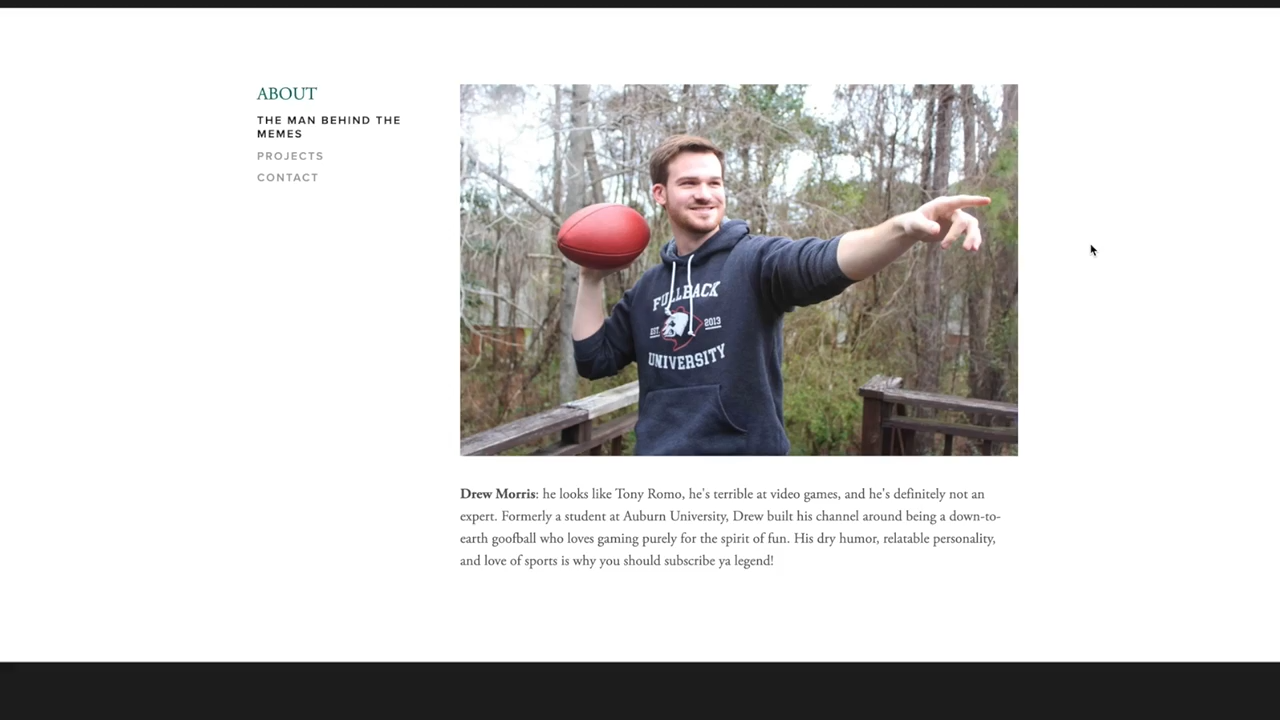 ABOUT
THE MAN BEHIND THE
MEMES
PROJECTS
CONTACT
FULLBACK
EST. 2013
UNIVERSITY
Drew Morris: he looks like Tony Romo, he's terrible at video games, and he's definitely not an
expert. Formerly a student at Auburn University, Drew built his channel around being a down-to-
earth goofball who loves gaming purely for the spirit of fun. His dry humor, relatable personality,
and love of sports is why you should subscribe ya legend!